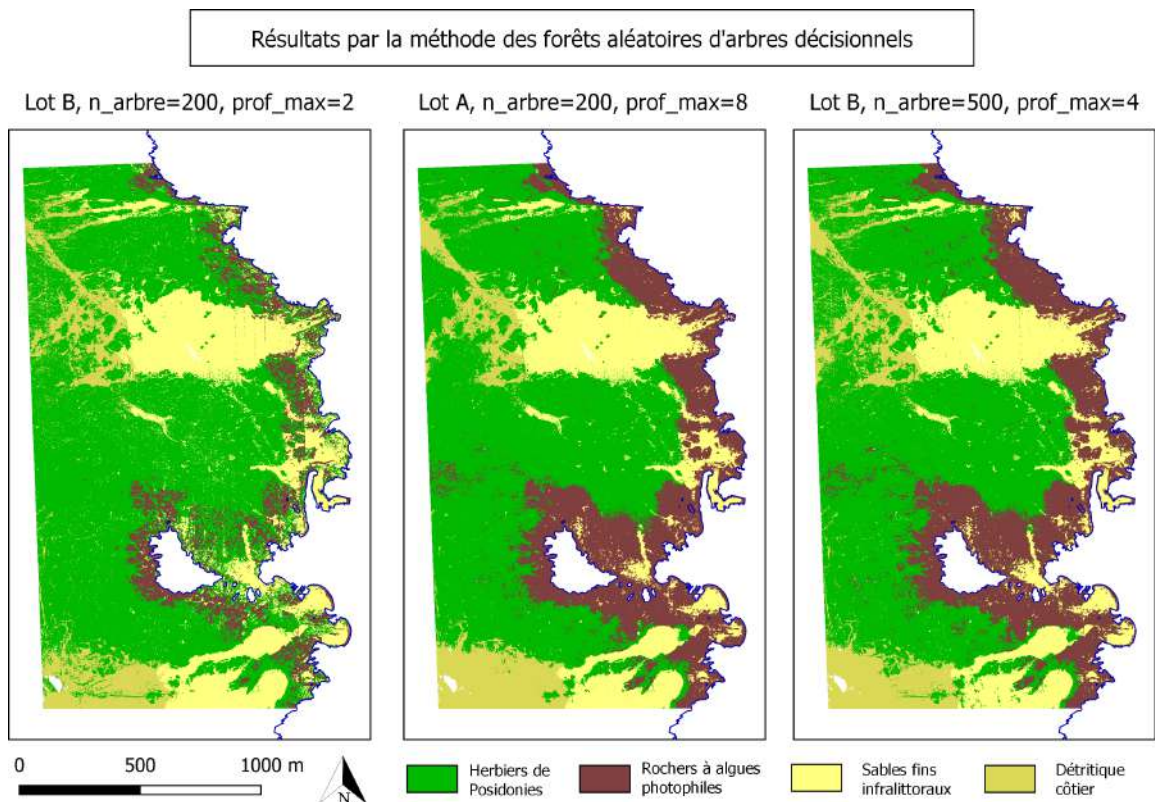 Résultats par la méthode des forêts aléatoires d'arbres décisionnels
Lot B, n_arbre=200, prof_max=2
Lot A, n_arbre=200, prof_max=8
Lot B, n_arbre=500, prof_max=4
0 500 1000 m
N
Herbiers de
Posidonies
Rochers à algues
photophiles
Sables fins
infralittoraux
Détritique
côtier